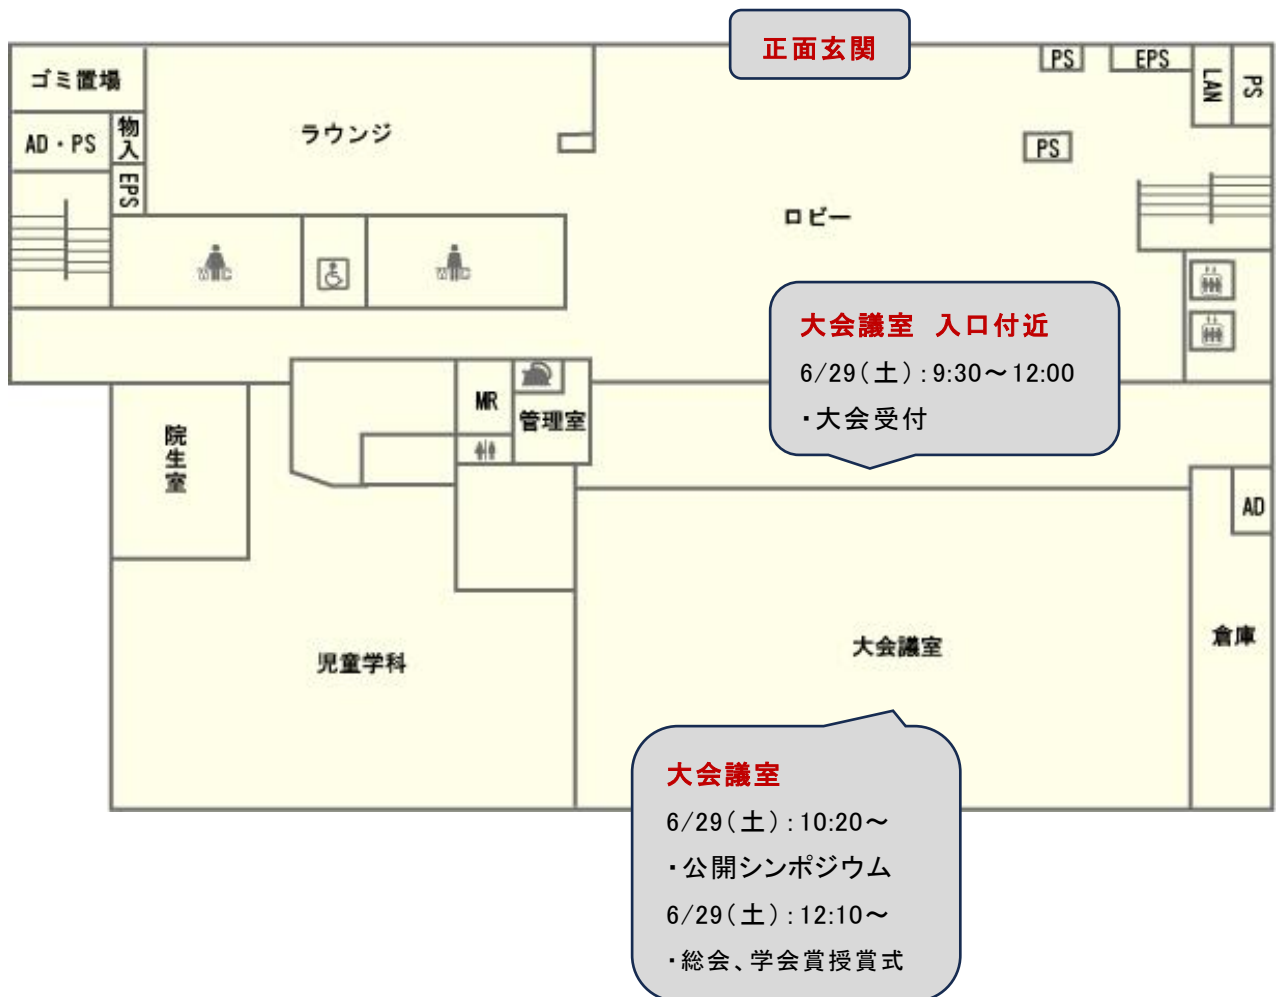 正面玄関
ゴミ置場
PS
EPS
LAN
PS
AD・PS
物入
ラウンジ
PS
EPS
ロビー
WC
WC
大会議室 入口付近
6/29(土):9:30～12:00
・大会受付
MR
管理室
院生室
AD
児童学科
大会議室
倉庫
大会議室
6/29(土):10:20～
・公開シンポジウム
6/29(土):12:10～
・総会、学会賞授賞式